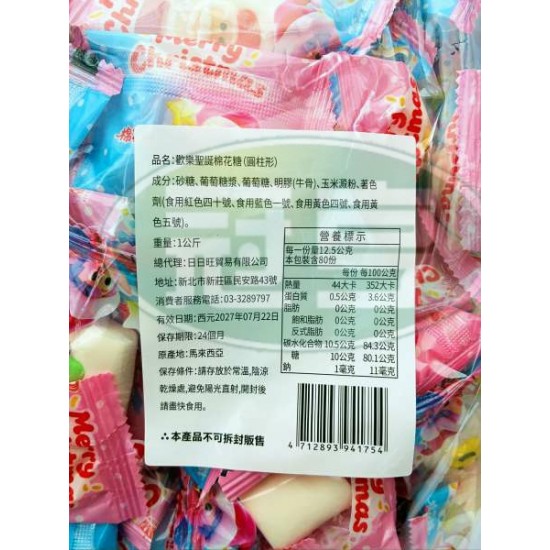 Merry
Christmas
品名:歡樂聖誕棉花糖(圓柱形)
成分:砂糖、葡萄糖漿、葡萄糖、明膠(牛骨)、玉米澱粉、著色
劑(食用紅色四十號、食用藍色一號、食用黃色四號、食用黃
色五號)。
重量:1公斤
總代理:日日旺貿易有限公司
地址:新北市新莊區民安路43號
消費者服務電話:03-3289797
有效日期:西元2027年07月22日
保存期限:24個月
原產地:馬來西亞
保存條件:請存放於常溫,陰涼
乾燥處,避免陽光直射,開封後
請盡快食用。
∴本產品不可拆封販售
營養標示
每一份量12.5公克
本包裝含80份
每份 每100公克
熱量 44大卡 352大卡
蛋白質 0.5公克 3.6公克
脂肪 0公克 0公克
飽和脂肪 0公克 0公克
反式脂肪 0公克 0公克
碳水化合物 10.5公克 84.3公克
糖 10公克 80.1公克
鈉 1毫克 11毫克
4 712893 941754
Merry